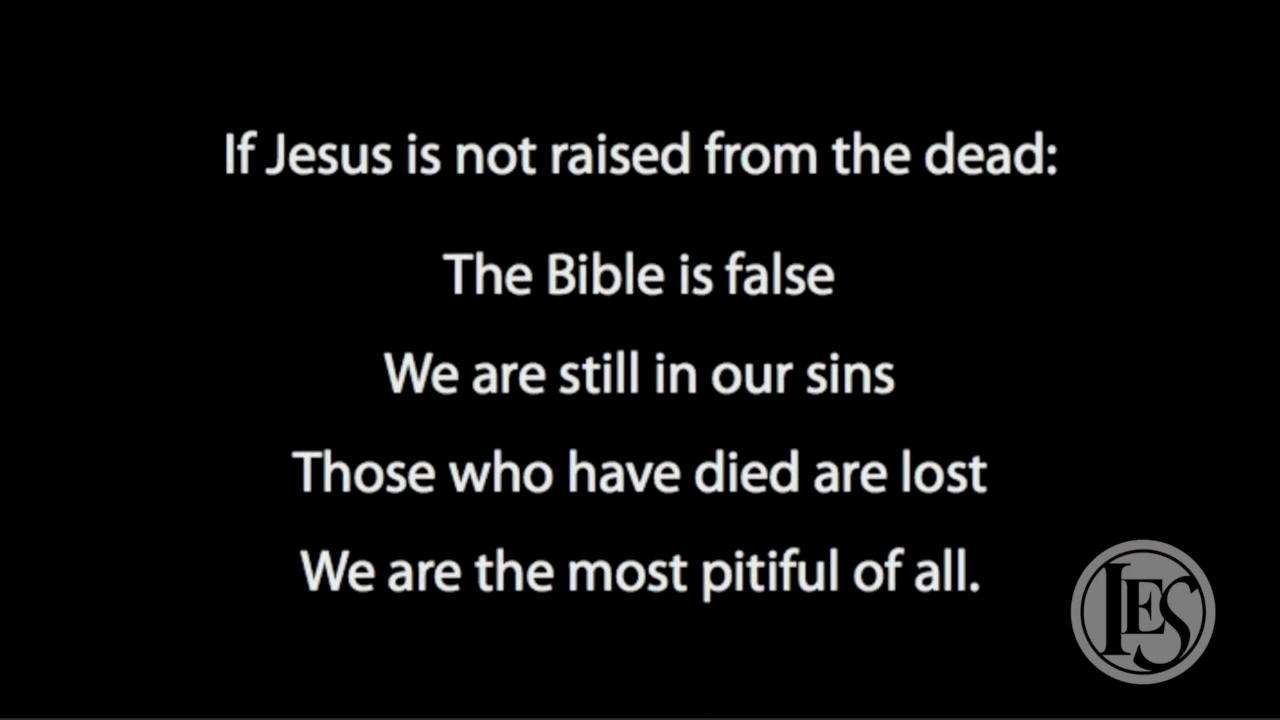 If Jesus is not raised from the dead:
The Bible is false
We are still in our sins
Those who have died are lost
We are the most pitiful of all.
IES